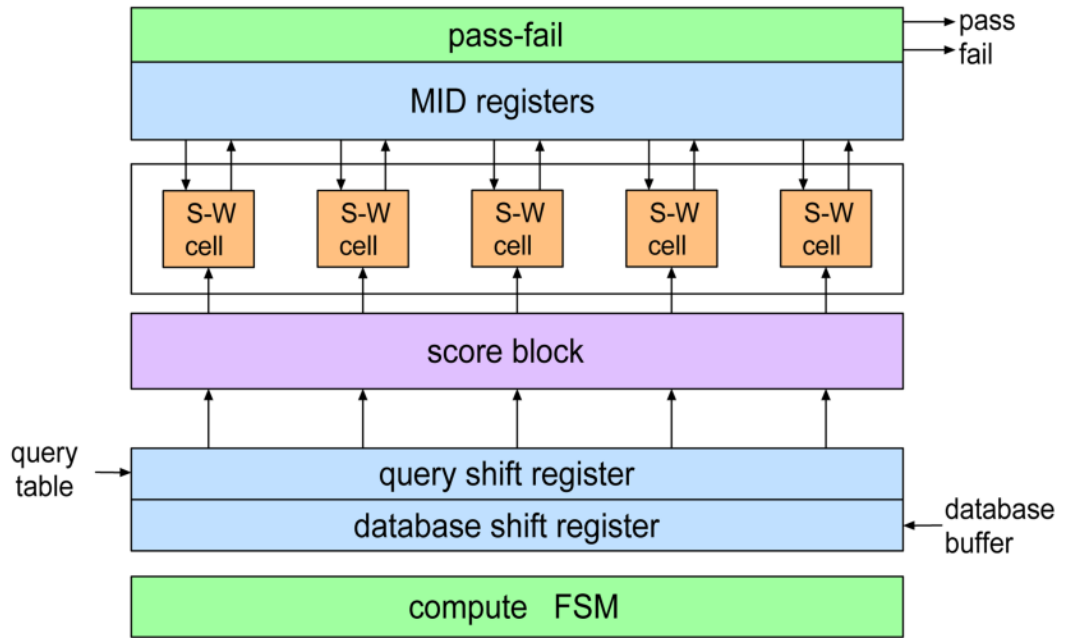 pass-fail
pass
fail
MID registers
S-W
cell
S-W
cell
S-W
cell
S-W
cell
S-W
cell
score block
query
table
query shift register
database shift register
database
buffer
compute FSM